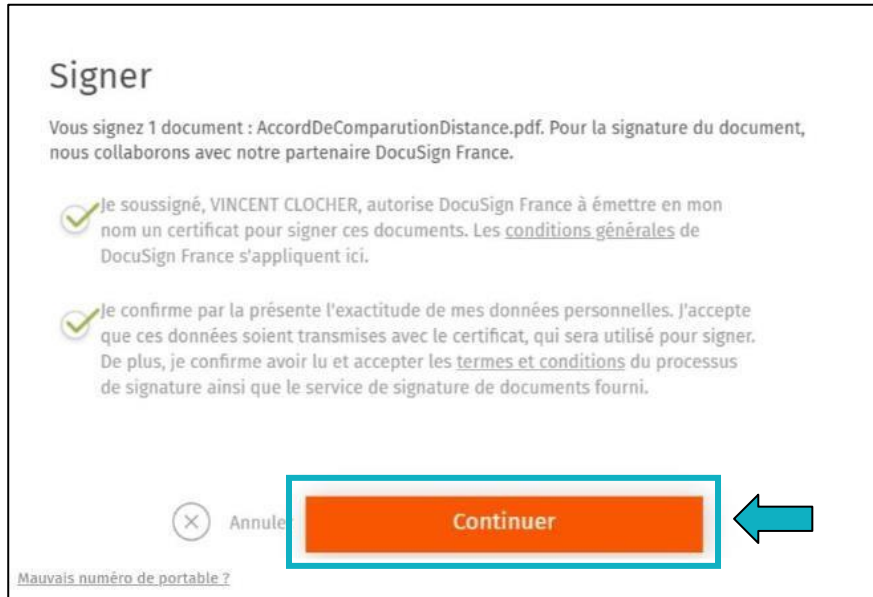 Signer
Vous signez 1 document : AccordDeComparutionDistance.pdf. Pour la signature du document,
nous collaborons avec notre partenaire DocuSign France.
Je soussigné, VINCENT CLOCHER, autorise DocuSign France à émettre en mon
nom un certificat pour signer ces documents. Les conditions générales de
DocuSign France s'appliquent ici.
Je confirme par la présente l'exactitude de mes données personnelles. J'accepte
que ces données soient transmises avec le certificat, qui sera utilisé pour signer.
De plus, je confirme avoir lu et accepter les termes et conditions du processus
de signature ainsi que le service de signature de documents fourni.
Annuler
Continuer
Mauvais numéro de portable ?